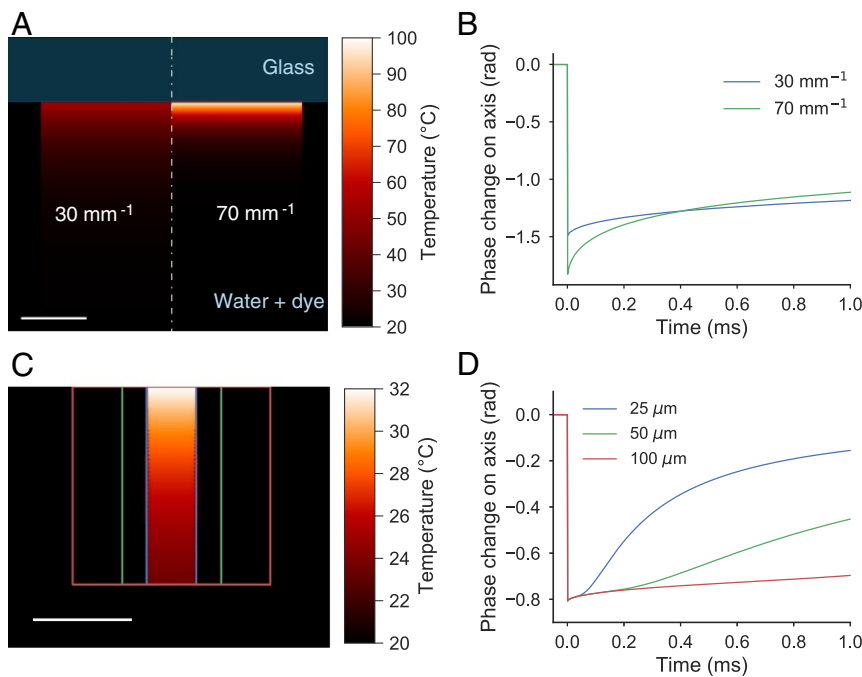 A
Glass
30 mm⁻¹
70 mm⁻¹
Water + dye
100
90
80
70
60
50
40
30
20
Temperature (°C)
B
Phase change on axis (rad)
0.0
−0.5
−1.0
−1.5
30 mm⁻¹
70 mm⁻¹
0.0 0.2 0.4 0.6 0.8 1.0
Time (ms)
C
32
30
28
26
24
22
20
Temperature (°C)
D
Phase change on axis (rad)
0.0
−0.2
−0.4
−0.6
−0.8
25 µm
50 µm
100 µm
0.0 0.2 0.4 0.6 0.8 1.0
Time (ms)